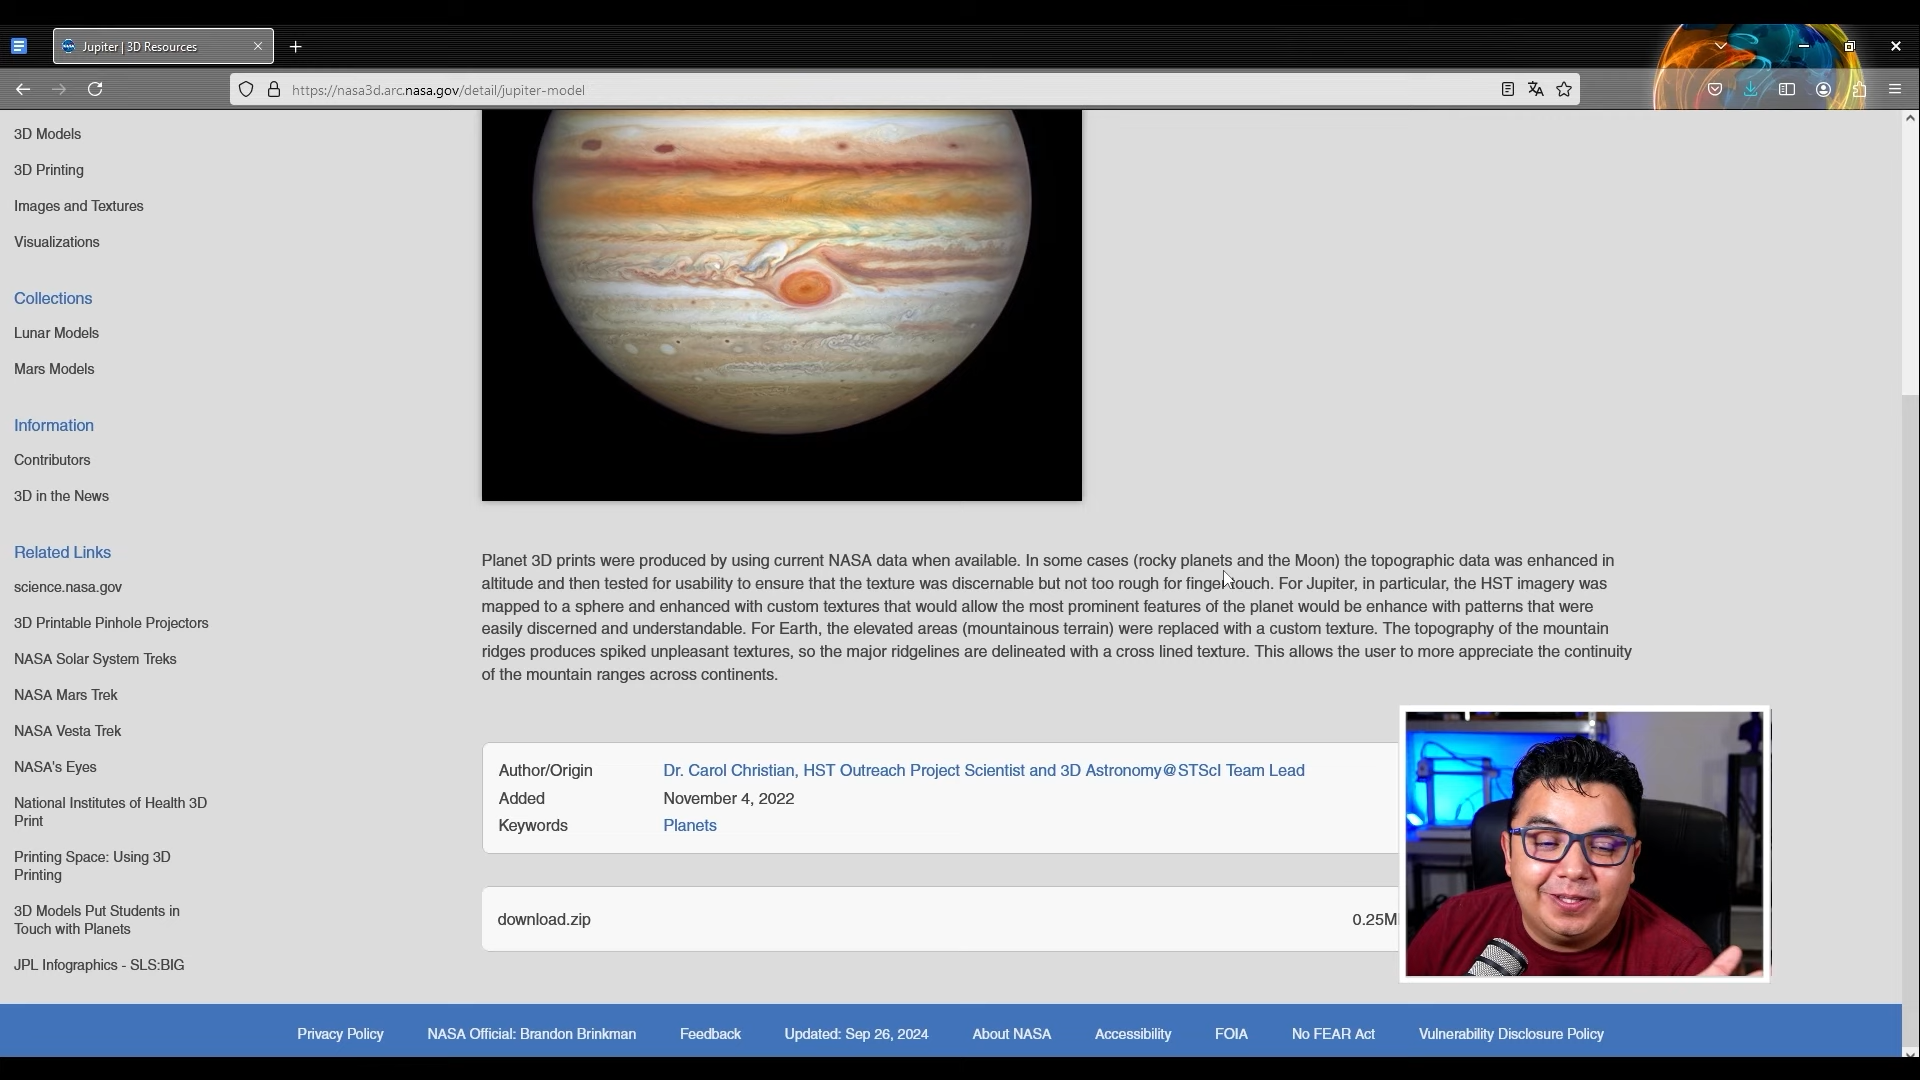 Jupiter | 3D Resources
https://nasa3d.arc.nasa.gov/detail/jupiter-model
3D Models
3D Printing
Images and Textures
Visualizations
Collections
Lunar Models
Mars Models
Information
Contributors
3D in the News
Related Links
science.nasa.gov
3D Printable Pinhole Projectors
NASA Solar System Treks
NASA Mars Trek
NASA Vesta Trek
NASA's Eyes
National Institutes of Health 3D
Print
Printing Space: Using 3D
Printing
3D Models Put Students in
Touch with Planets
JPL Infographics - SLS:BIG
Planet 3D prints were produced by using current NASA data when available. In some cases (rocky planets and the Moon) the topographic data was enhanced in
altitude and then tested for usability to ensure that the texture was discernable but not too rough for finger touch. For Jupiter, in particular, the HST imagery was
mapped to a sphere and enhanced with custom textures that would allow the most prominent features of the planet would be enhance with patterns that were
easily discerned and understandable. For Earth, the elevated areas (mountainous terrain) were replaced with a custom texture. The topography of the mountain
ridges produces spiked unpleasant textures, so the major ridgelines are delineated with a cross lined texture. This allows the user to more appreciate the continuity
of the mountain ranges across continents.
Author/Origin Dr. Carol Christian, HST Outreach Project Scientist and 3D Astronomy@STScI Team Lead
Added November 4, 2022
Keywords Planets
download.zip 0.25M
Privacy Policy NASA Official: Brandon Brinkman Feedback Updated: Sep 26, 2024 About NASA Accessibility FOIA No FEAR Act Vulnerability Disclosure Policy